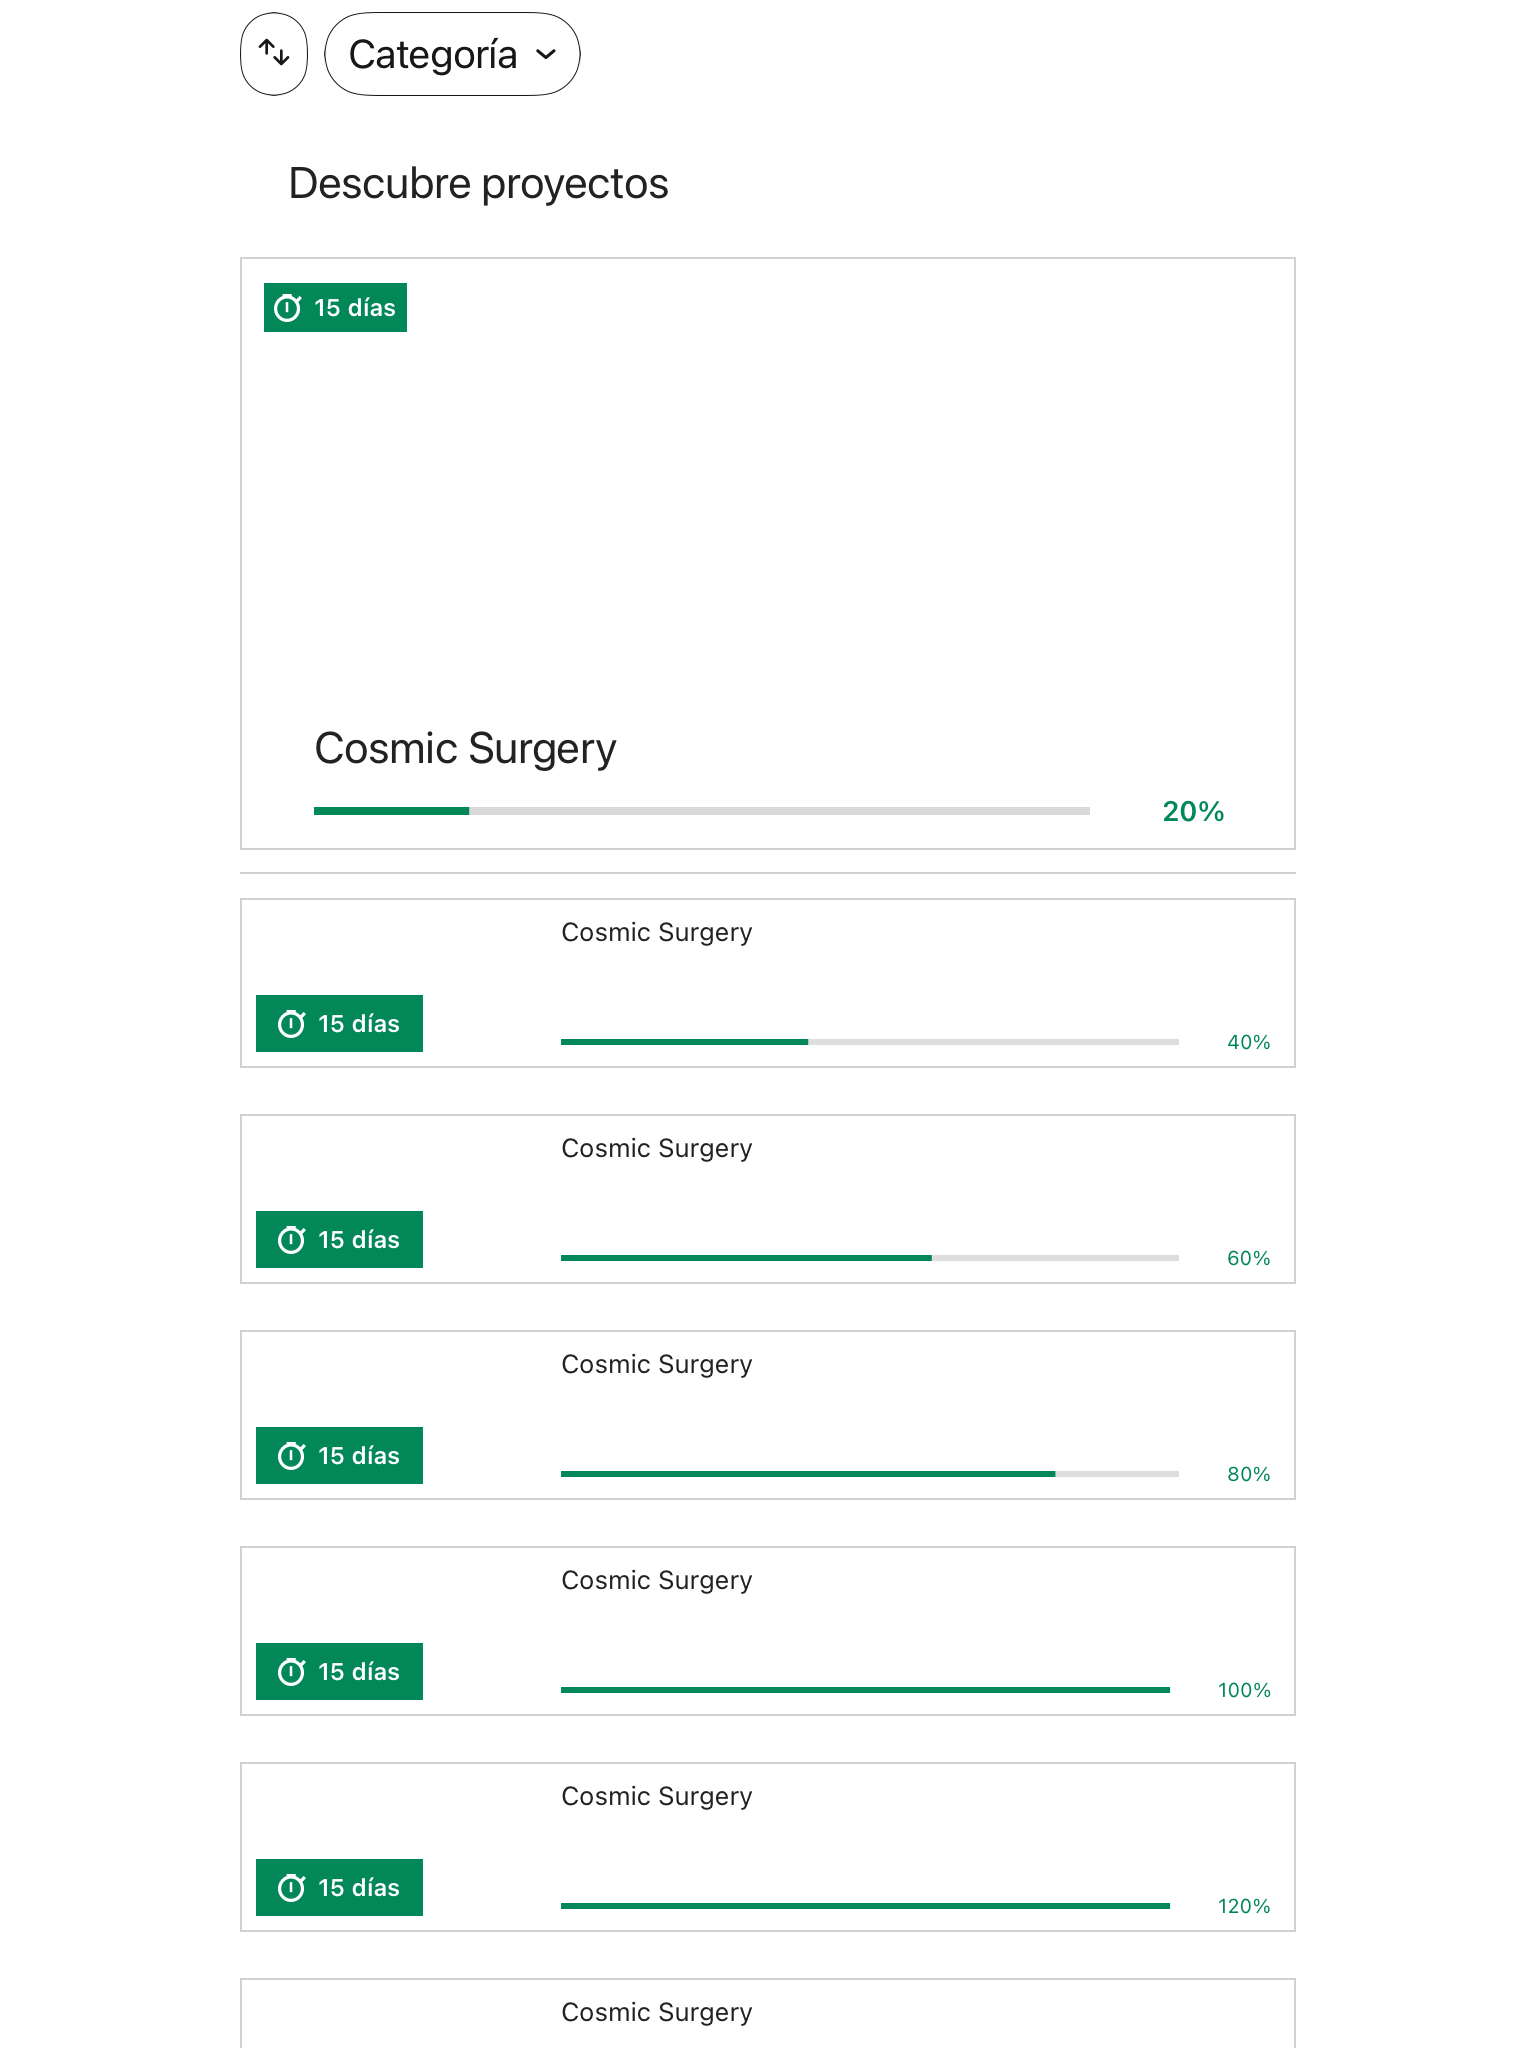 Categoría
Descubre proyectos
15 días
Cosmic Surgery
20%
Cosmic Surgery
15 días
40%
Cosmic Surgery
15 días
60%
Cosmic Surgery
15 días
80%
Cosmic Surgery
15 días
100%
Cosmic Surgery
15 días
120%
Cosmic Surgery